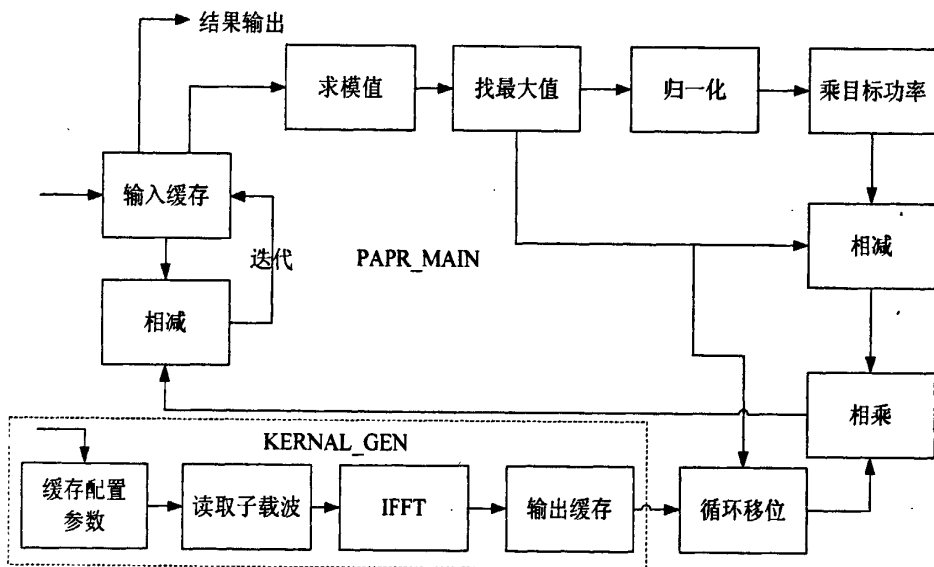 结果输出
求模值
找最大值
归一化
乘目标功率
输入缓存
迭代
PAPR_MAIN
相减
相减
相乘
KERNAL_GEN
缓存配置
参数
读取子载波
IFFT
输出缓存
循环移位